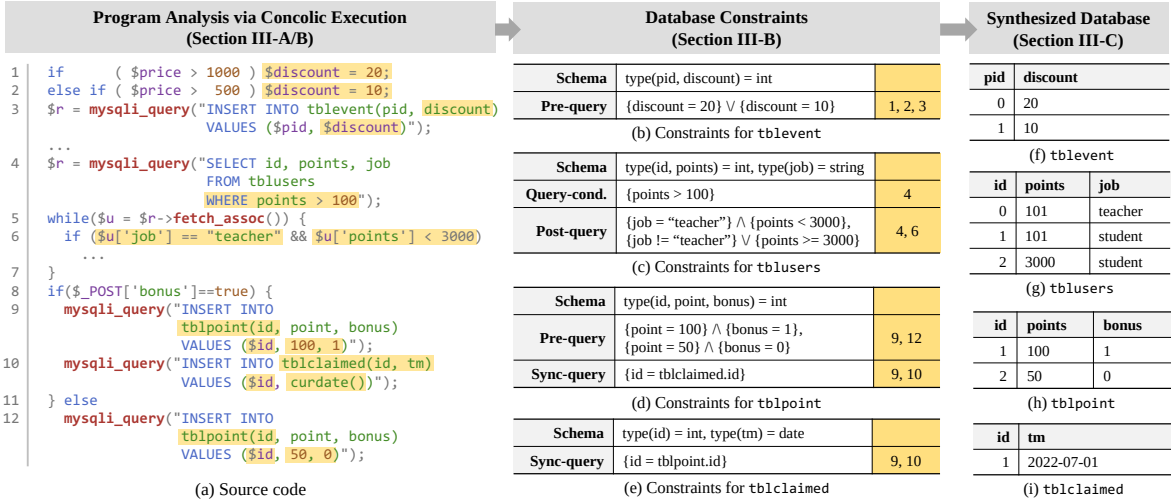 Program Analysis via Concolic Execution
(Section III-A/B)
1 if ( $price > 1000 ) $discount = 20;
2 else if ( $price > 500 ) $discount = 10;
3 $r = mysqli_query("INSERT INTO tblevent(pid, discount)
VALUES ($pid, $discount)");
...
4 $r = mysqli_query("SELECT id, points, job
FROM tblusers
WHERE points > 100");
5 while($u = $r->fetch_assoc()) {
6 if ($u['job'] == "teacher" && $u['points'] < 3000)
...
7 }
8 if($_POST['bonus']==true) {
9 mysqli_query("INSERT INTO
tblpoint(id, point, bonus)
VALUES ($id, 100, 1)");
10 mysqli_query("INSERT INTO tblclaimed(id, tm)
VALUES ($id, curdate())");
11 } else
12 mysqli_query("INSERT INTO
tblpoint(id, point, bonus)
VALUES ($id, 50, 0)");
(a) Source code
Database Constraints
(Section III-B)
Schema type(pid, discount) = int
Pre-query {discount = 20} \/ {discount = 10} 1, 2, 3
(b) Constraints for tblevent
Schema type(id, points) = int, type(job) = string
Query-cond. {points > 100} 4
Post-query {job = “teacher”} /\ {points < 3000}, 4, 6
{job != “teacher”} \/ {points >= 3000}
(c) Constraints for tblusers
Schema type(id, point, bonus) = int
Pre-query {point = 100} /\ {bonus = 1}, 9, 12
{point = 50} /\ {bonus = 0}
Sync-query {id = tblclaimed.id} 9, 10
(d) Constraints for tblpoint
Schema type(id) = int, type(tm) = date
Sync-query {id = tblpoint.id} 9, 10
(e) Constraints for tblclaimed
Synthesized Database
(Section III-C)
pid discount
0 20
1 10
(f) tblevent
id points job
0 101 teacher
1 101 student
2 3000 student
(g) tblusers
id points bonus
1 100 1
2 50 0
(h) tblpoint
id tm
1 2022-07-01
(i) tblclaimed